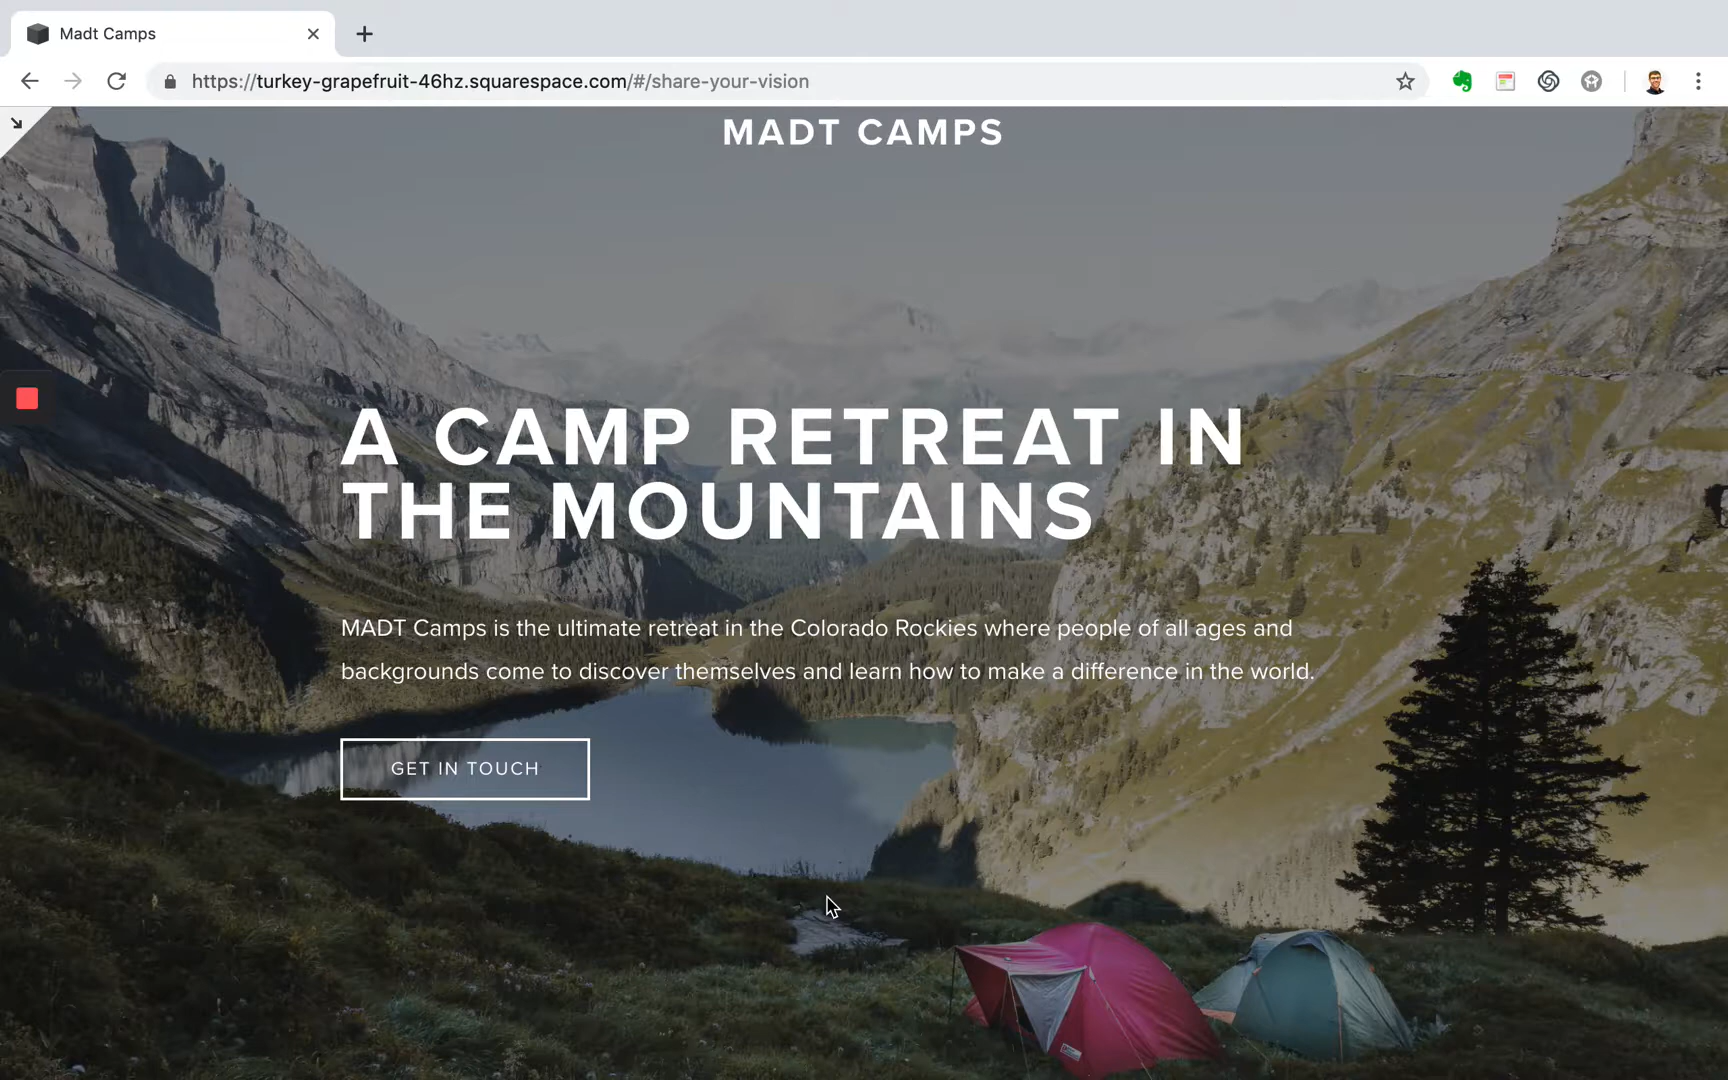 Madt Camps
https://turkey-grapefruit-46hz.squarespace.com/#/share-your-vision
MADT CAMPS
A CAMP RETREAT IN
THE MOUNTAINS
MADT Camps is the ultimate retreat in the Colorado Rockies where people of all ages and
backgrounds come to discover themselves and learn how to make a difference in the world.
GET IN TOUCH